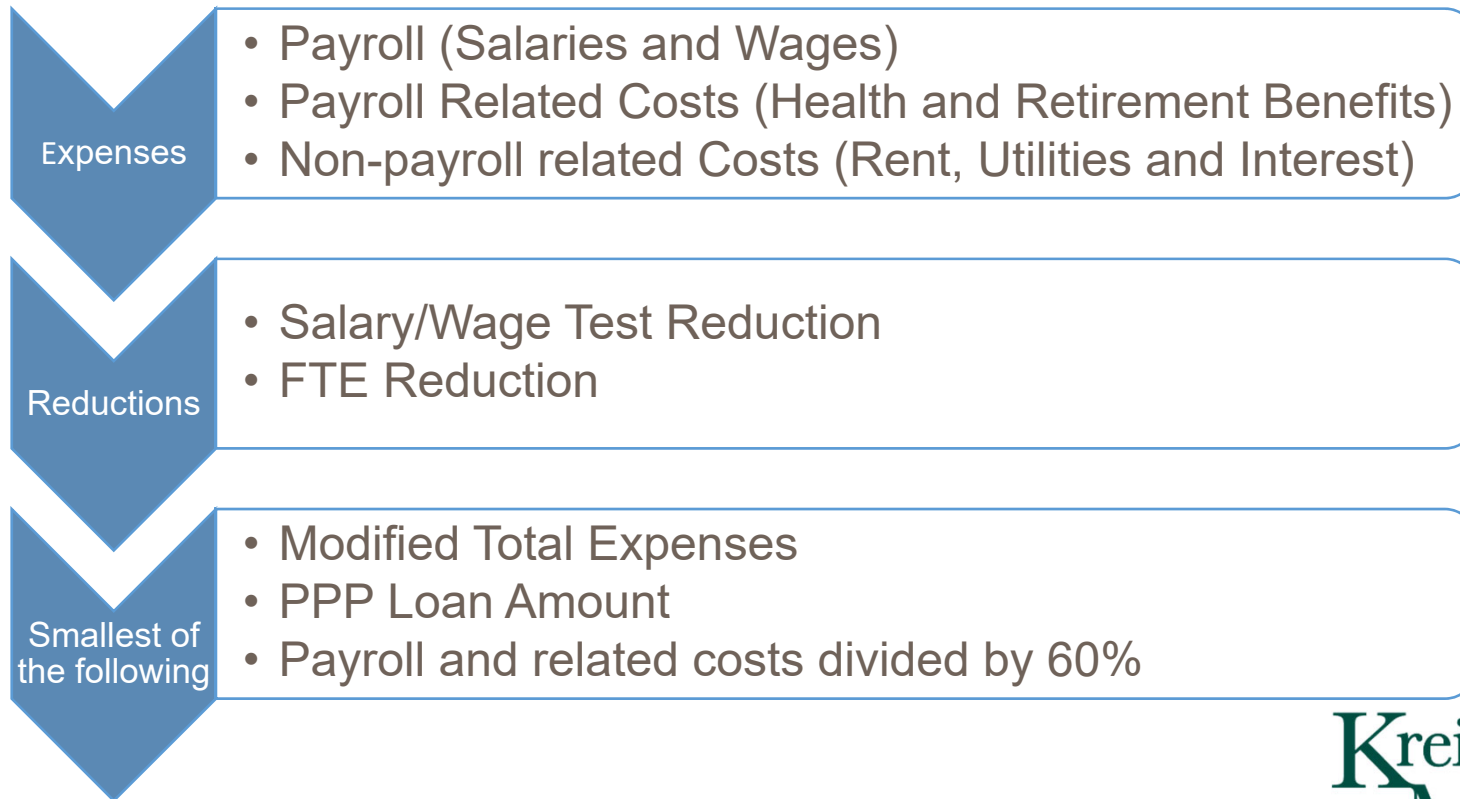 Expenses
• Payroll (Salaries and Wages)
• Payroll Related Costs (Health and Retirement Benefits)
• Non-payroll related Costs (Rent, Utilities and Interest)
Reductions
• Salary/Wage Test Reduction
• FTE Reduction
Smallest of
the following
• Modified Total Expenses
• PPP Loan Amount
• Payroll and related costs divided by 60%